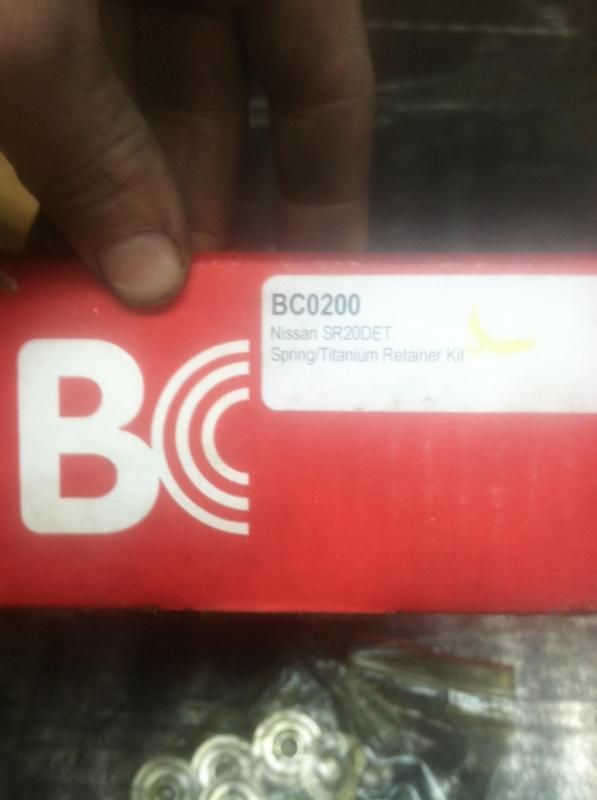 BC
BC0200
Nissan SR20DET
Spring/Titanium Retainer Kit